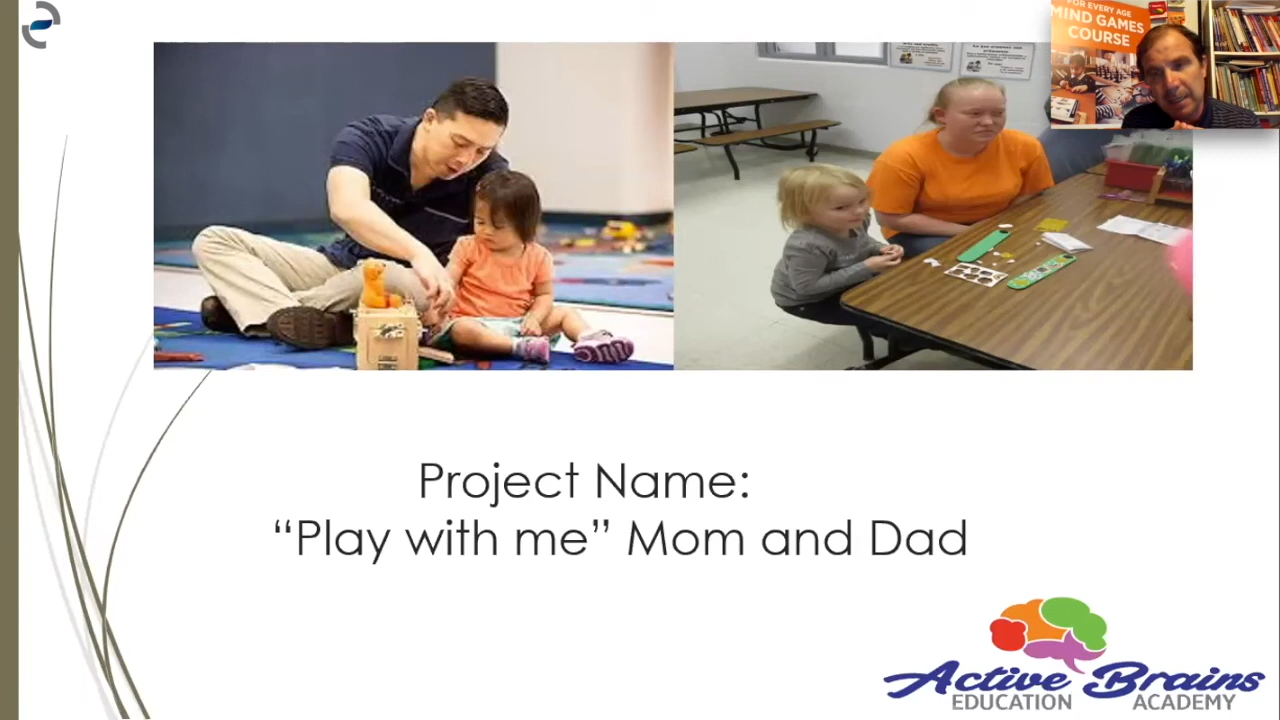 FOR EVERY AGE
MIND GAMES
COURSE
Project Name:
“Play with me” Mom and Dad
Active Brains
EDUCATION ACADEMY